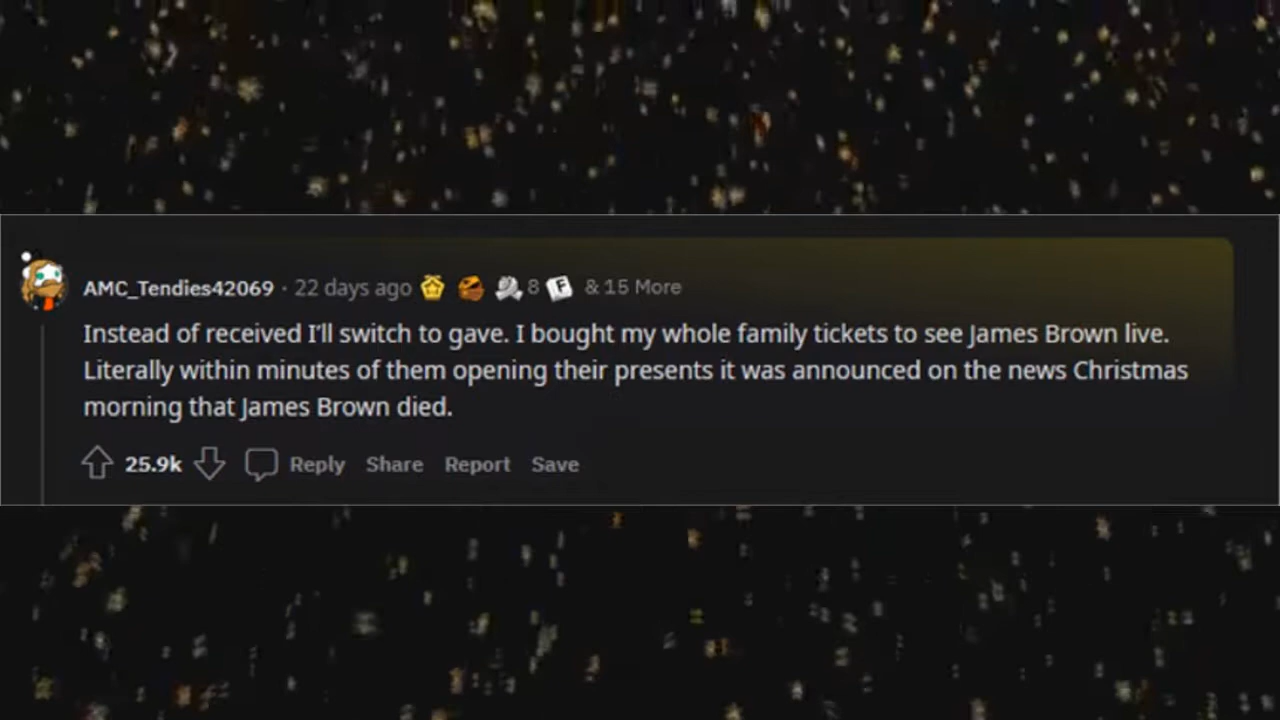 AMC_Tendies42069 · 22 days ago 8 F & 15 More
Instead of received I'll switch to gave. I bought my whole family tickets to see James Brown live.
Literally within minutes of them opening their presents it was announced on the news Christmas
morning that James Brown died.
25.9k Reply Share Report Save